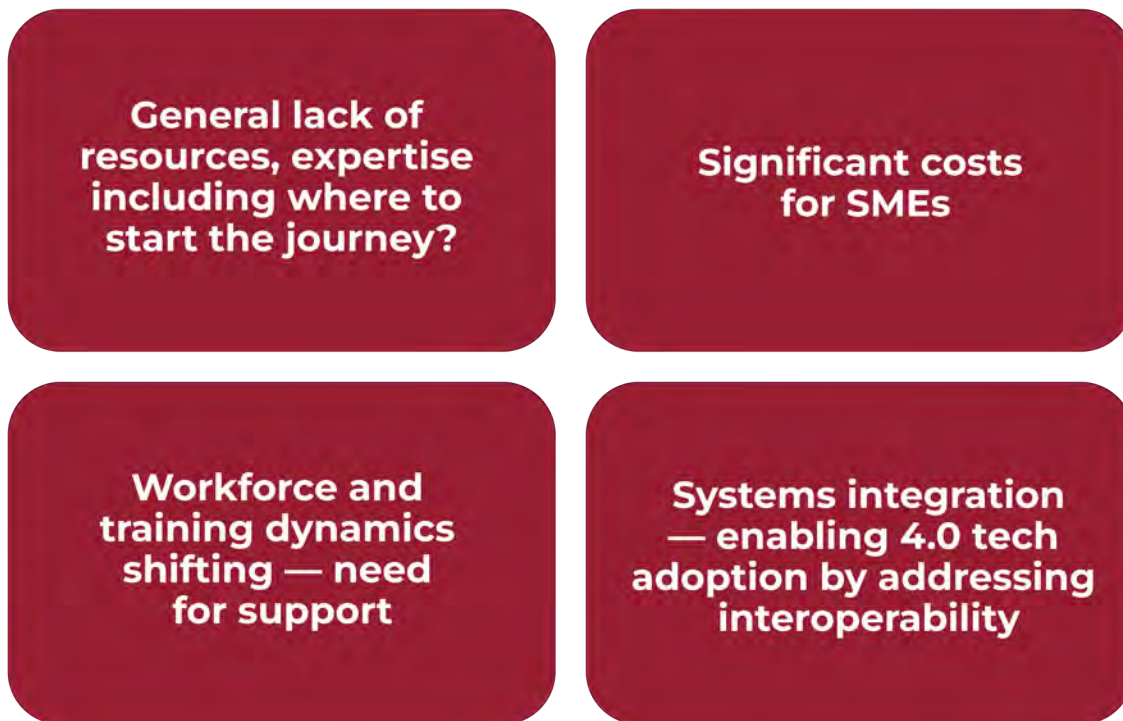 General lack of
resources, expertise
including where to
start the journey?
Significant costs
for SMEs
Workforce and
training dynamics
shifting — need
for support
Systems integration
— enabling 4.0 tech
adoption by addressing
interoperability